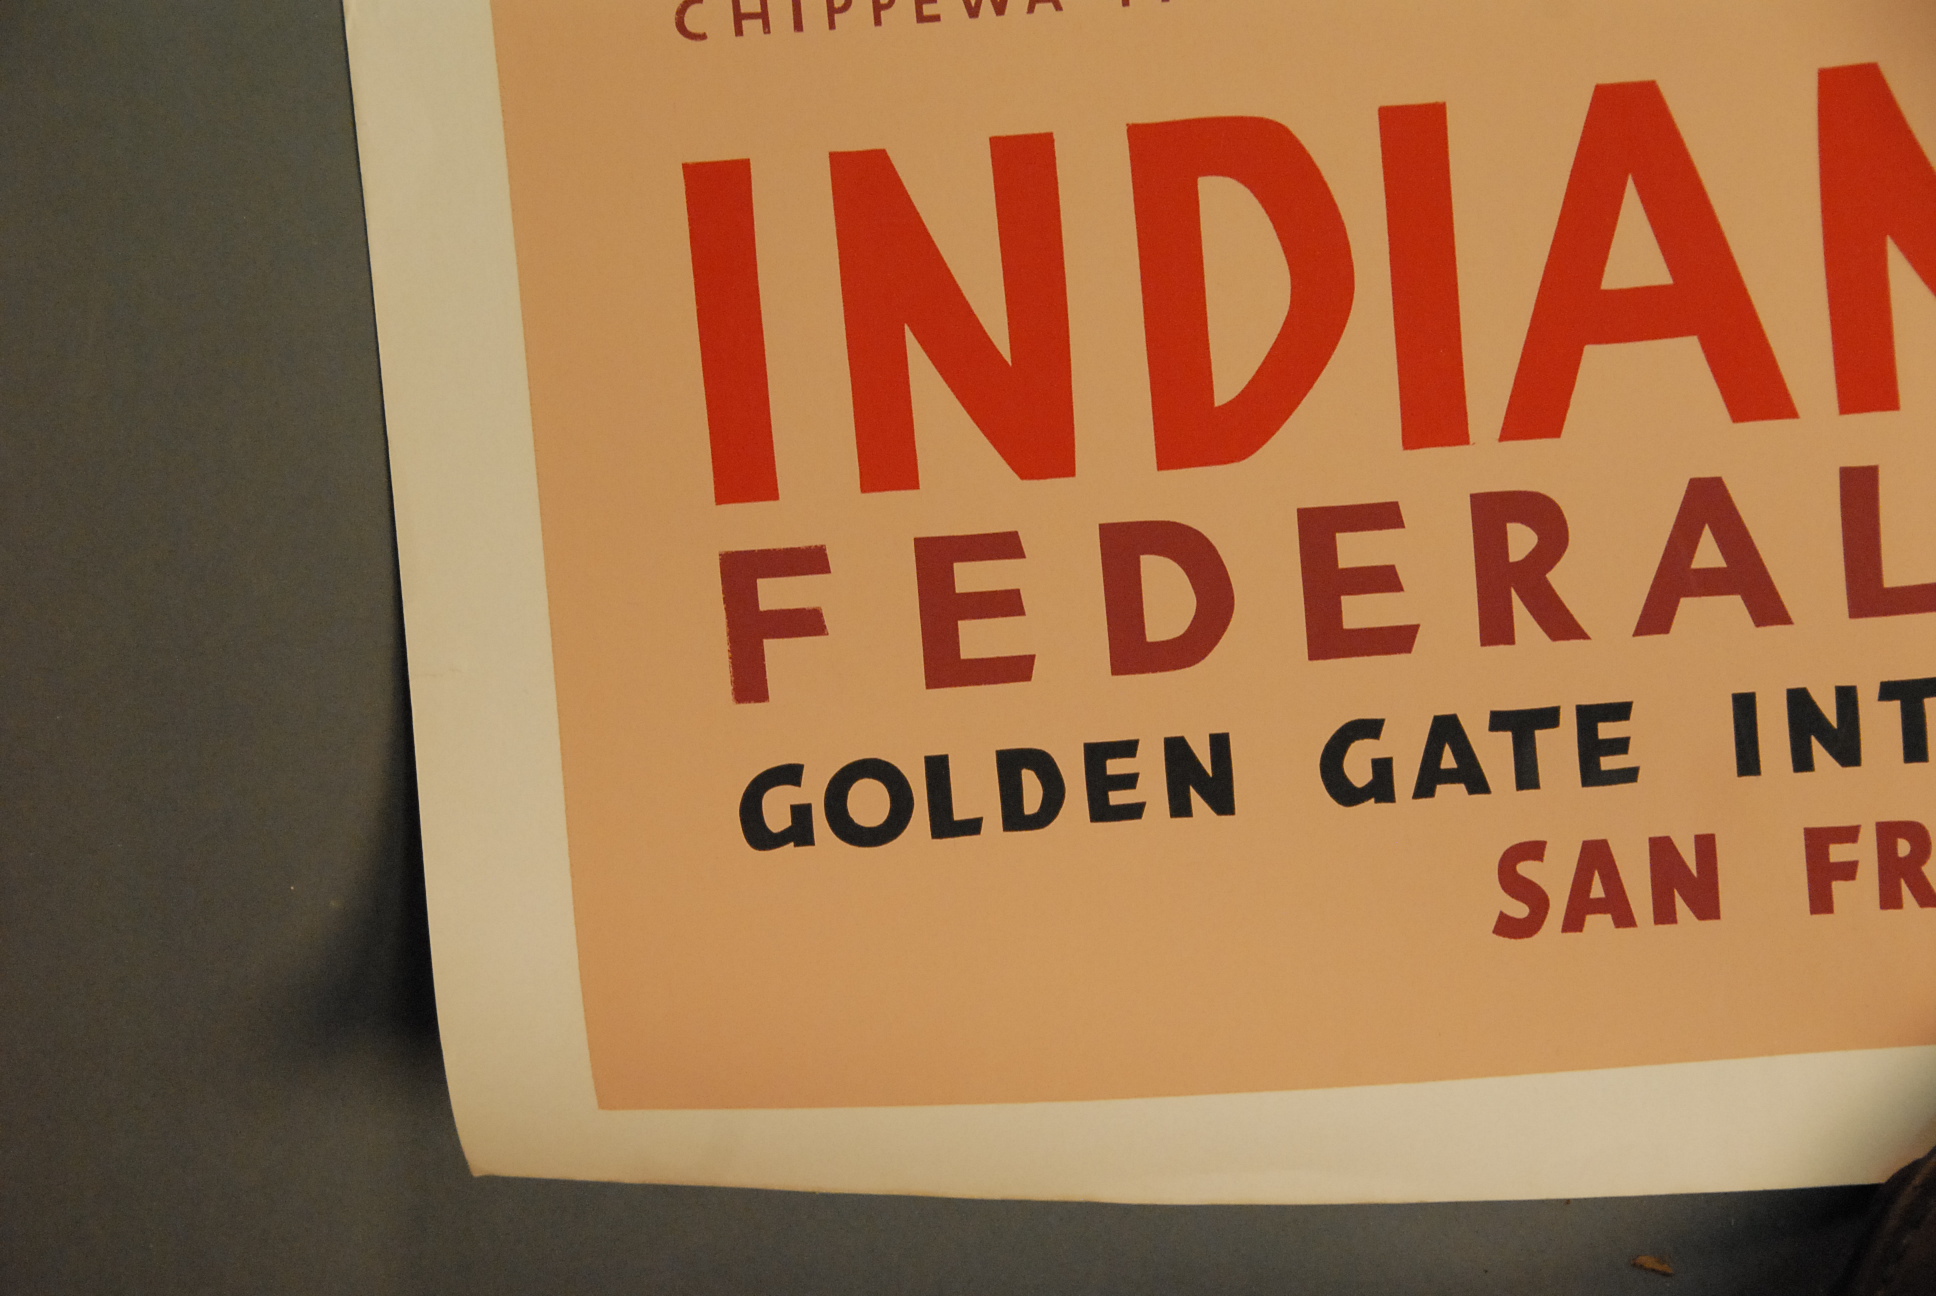 CHIPPEWA
INDIAN
FEDERAL
GOLDEN GATE INT
SAN FR